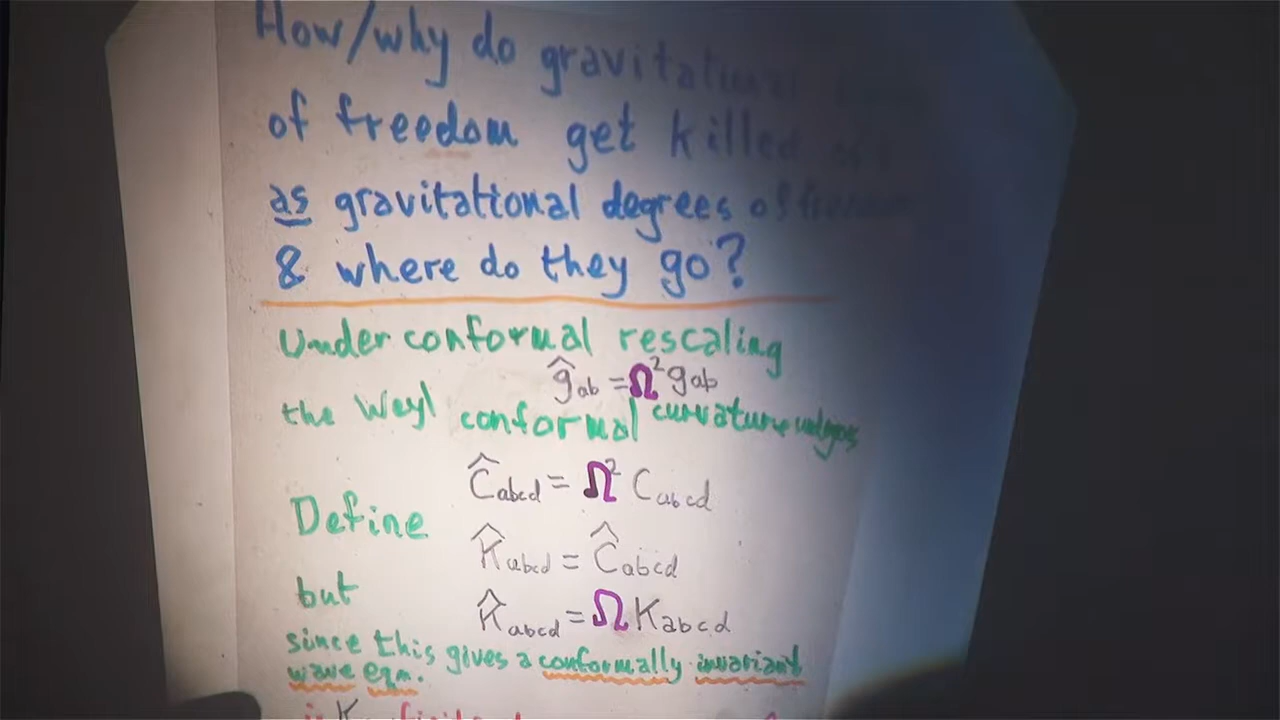 How/why do gravitational
of freedom get killed
as gravitational degrees of freedom
& where do they go?
Under conformal rescaling
ĝab = Ω²gab
the Weyl conformal curvature
Ĉabcd = Ω² Cabcd
Define K̂abcd = Ĉabcd
but K̂abcd = Ω Kabcd
since this gives a conformally invariant
wave eqn.